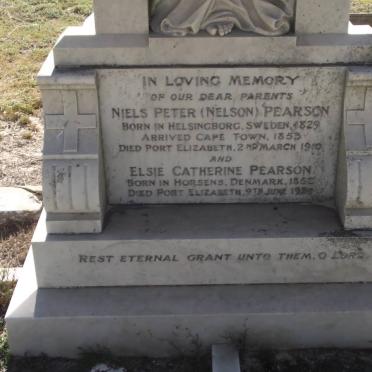 IN LOVING MEMORY
OF OUR DEAR PARENTS
NIELS PETER (NELSON) PEARSON
BORN IN HELSINGBORG, SWEDEN, 1829
ARRIVED CAPE TOWN, 1853
DIED PORT ELIZABETH, 2ND MARCH 1910
AND
ELSIE CATHERINE PEARSON
BORN IN HORSENS, DENMARK,
DIED PORT ELIZABETH, 9TH JUNE
REST ETERNAL GRANT UNTO THEM, O LORD